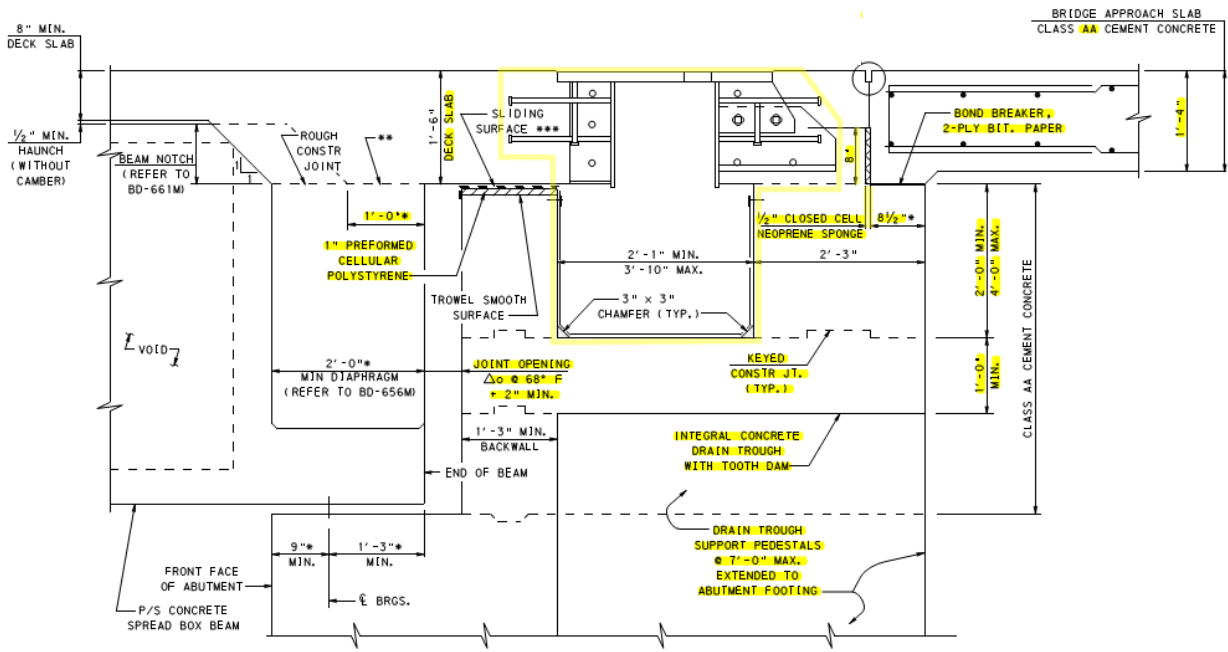 8" MIN.
DECK SLAB
BRIDGE APPROACH SLAB
CLASS AA CEMENT CONCRETE
½" MIN.
HAUNCH
(WITHOUT
CAMBER)
BEAM NOTCH
(REFER TO
BD-661M)
1
1
ROUGH
CONSTR
JOINT
**
1'-6"
DECK SLAB
SLIDING
SURFACE ***
8"
BOND BREAKER,
2-PLY BIT. PAPER
1'-4"
1'-0"*
1" PREFORMED
CELLULAR
POLYSTYRENE
TROWEL SMOOTH
SURFACE
2'-1" MIN.
3'-10" MAX.
3" x 3"
CHAMFER (TYP.)
½" CLOSED CELL
NEOPRENE SPONGE
8½"*
2'-3"
2'-0" MIN.
4'-0" MAX.
CLASS AA CEMENT CONCRETE
VOID
2'-0"*
MIN DIAPHRAGM
(REFER TO BD-656M)
JOINT OPENING
△o @ 68° F
+ 2" MIN.
KEYED
CONSTR JT.
(TYP.)
1'-0"
MIN.
1'-3" MIN.
BACKWALL
INTEGRAL CONCRETE
DRAIN TROUGH
WITH TOOTH DAM
END OF BEAM
DRAIN TROUGH
SUPPORT PEDESTALS
@ 7'-0" MAX.
EXTENDED TO
ABUTMENT FOOTING
9"*
MIN.
1'-3"*
MIN.
FRONT FACE
OF ABUTMENT
℄ BRGS.
P/S CONCRETE
SPREAD BOX BEAM